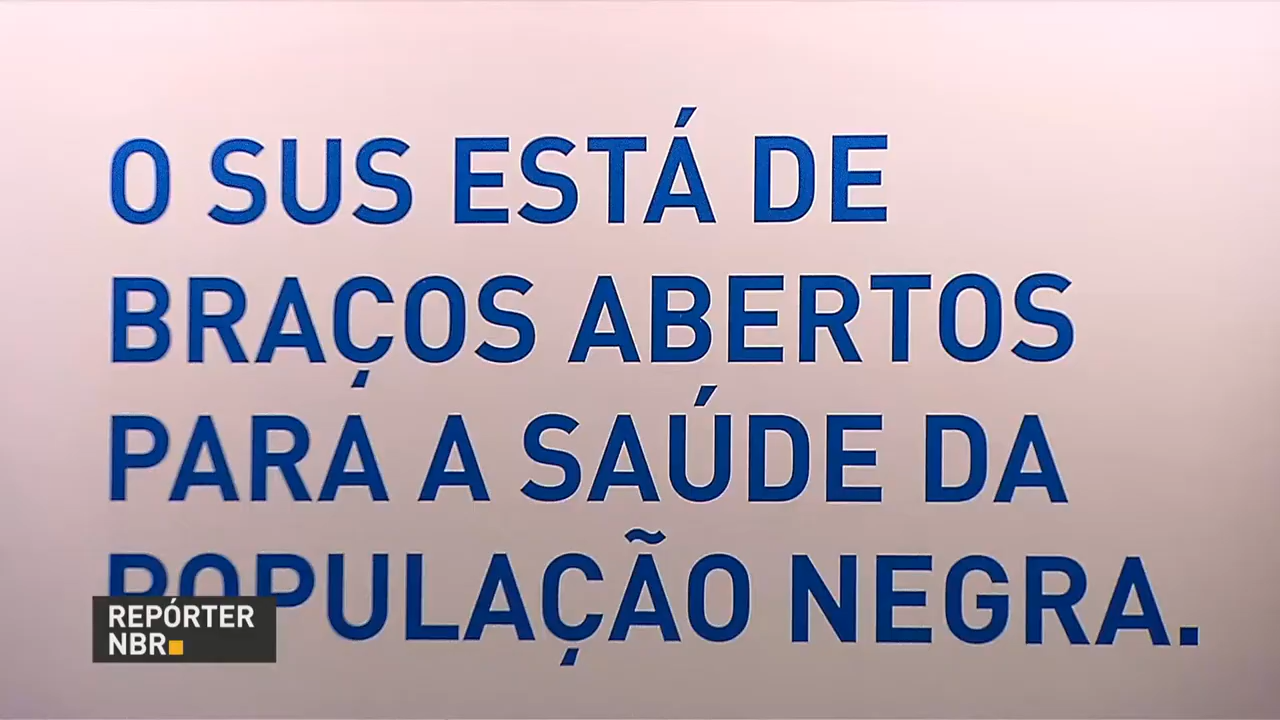 O SUS ESTÁ DE
BRAÇOS ABERTOS
PARA A SAÚDE DA
POPULAÇÃO NEGRA.
REPÓRTER
NBR